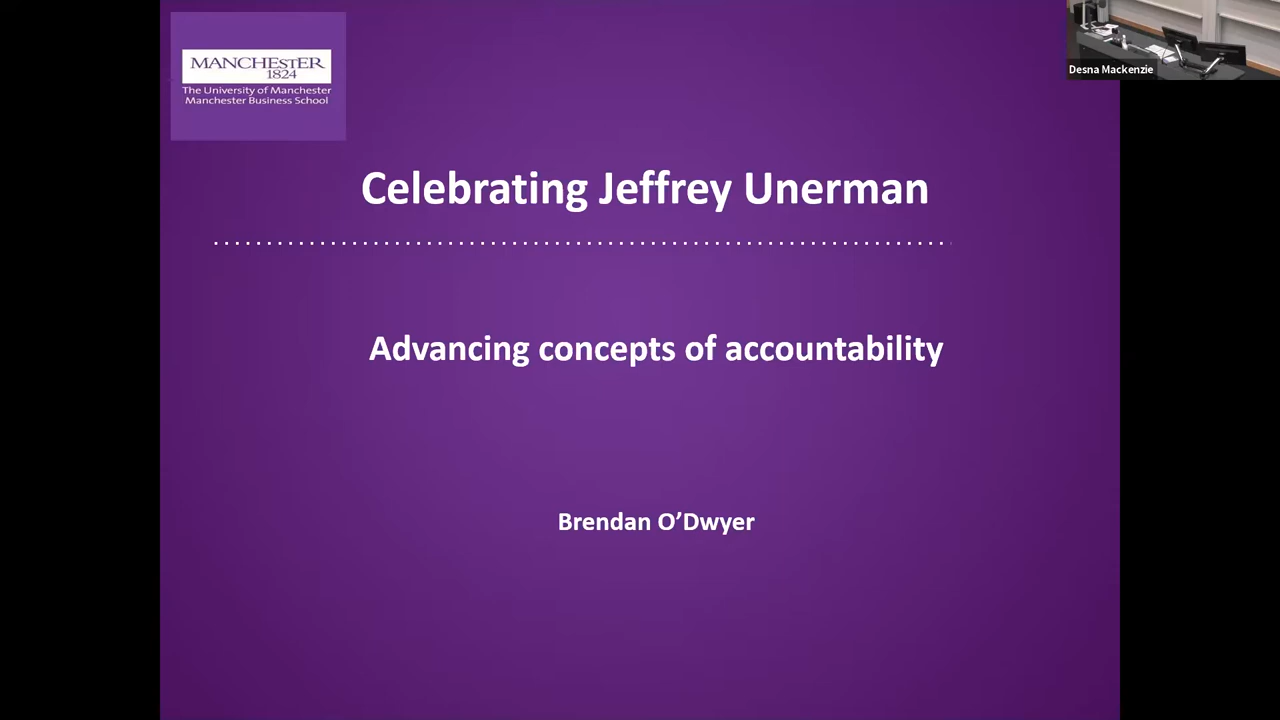 MANCHESTER
1824
The University of Manchester
Manchester Business School
Desna Mackenzie
Celebrating Jeffrey Unerman
Advancing concepts of accountability
Brendan O’Dwyer